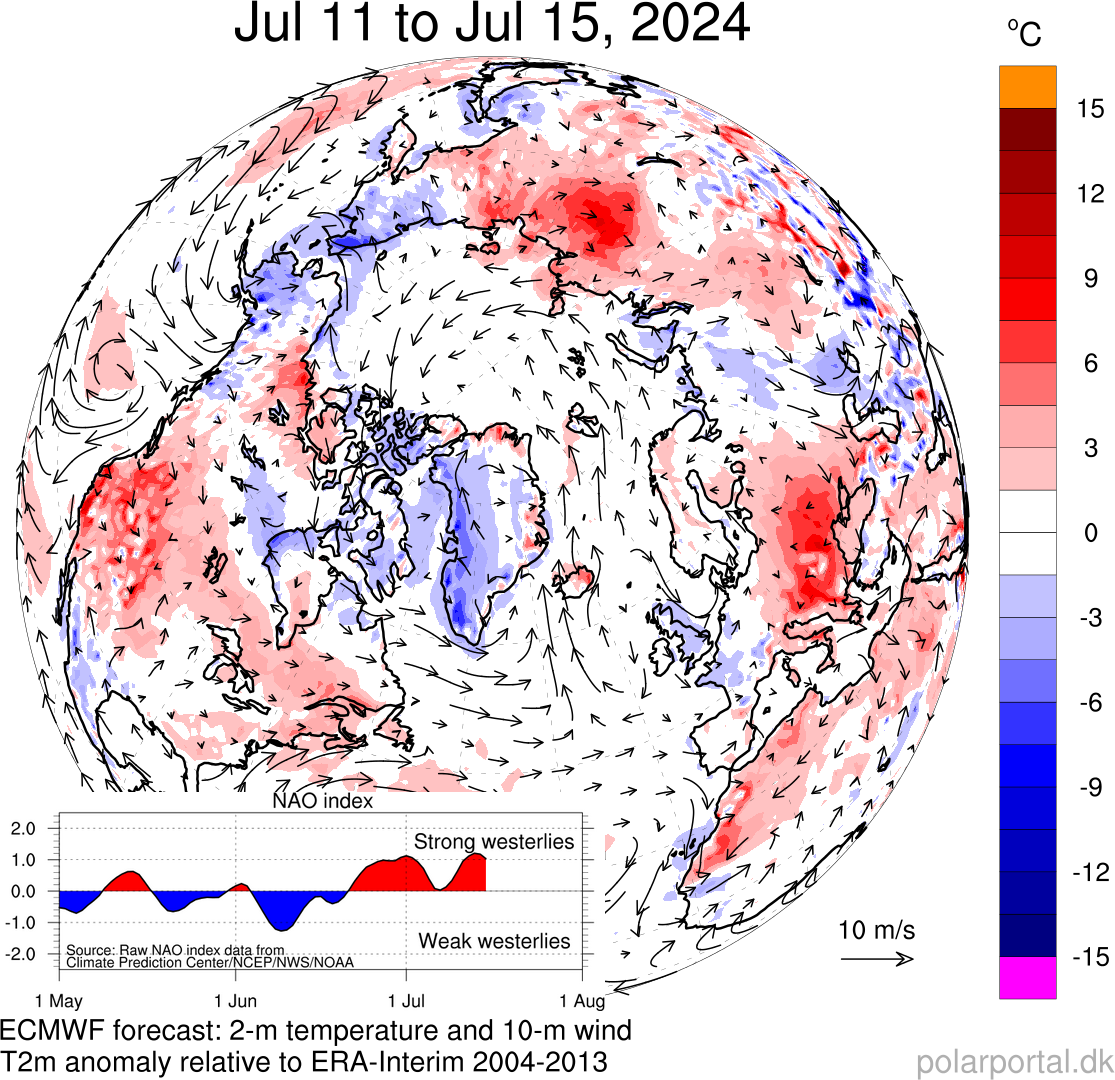 Jul 11 to Jul 15, 2024
°C
15
12
9
6
3
0
-3
-6
-9
-12
-15
NAO index
2.0
1.0
0.0
-1.0
-2.0
Strong westerlies
Weak westerlies
Source: Raw NAO index data from
Climate Prediction Center/NCEP/NWS/NOAA
1 May
1 Jun
1 Jul
1 Aug
10 m/s
ECMWF forecast: 2-m temperature and 10-m wind
T2m anomaly relative to ERA-Interim 2004-2013
polarportal.dk